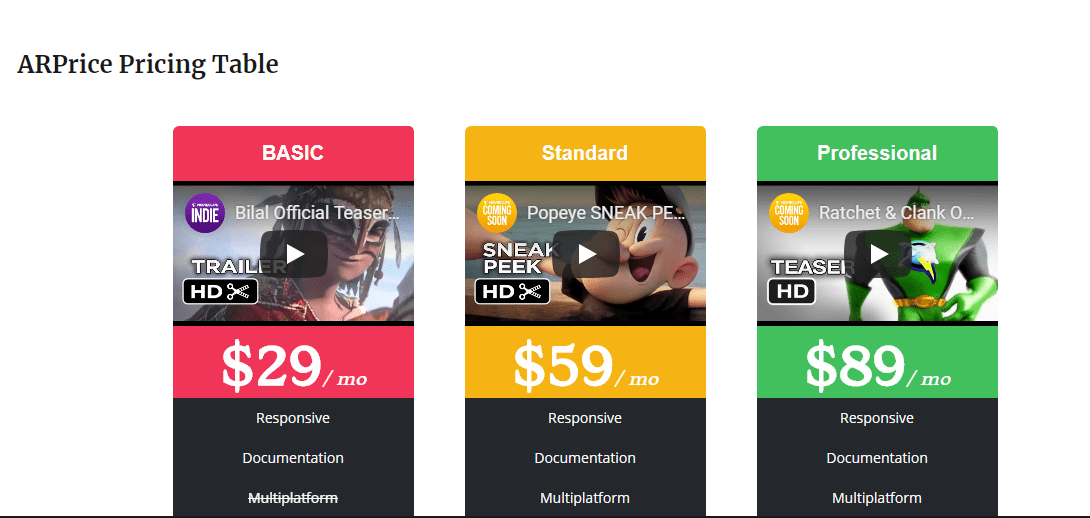 ARPrice Pricing Table
BASIC
INDIE
Bilal Official Teaser...
TRAILER
HD
$29/ mo
Responsive
Documentation
Multiplatform
Standard
COMING
SOON
Popeye SNEAK PE...
SNEAK
PEEK
HD
$59/ mo
Responsive
Documentation
Multiplatform
Professional
COMING
SOON
Ratchet & Clank O...
TEASER
HD
$89/ mo
Responsive
Documentation
Multiplatform